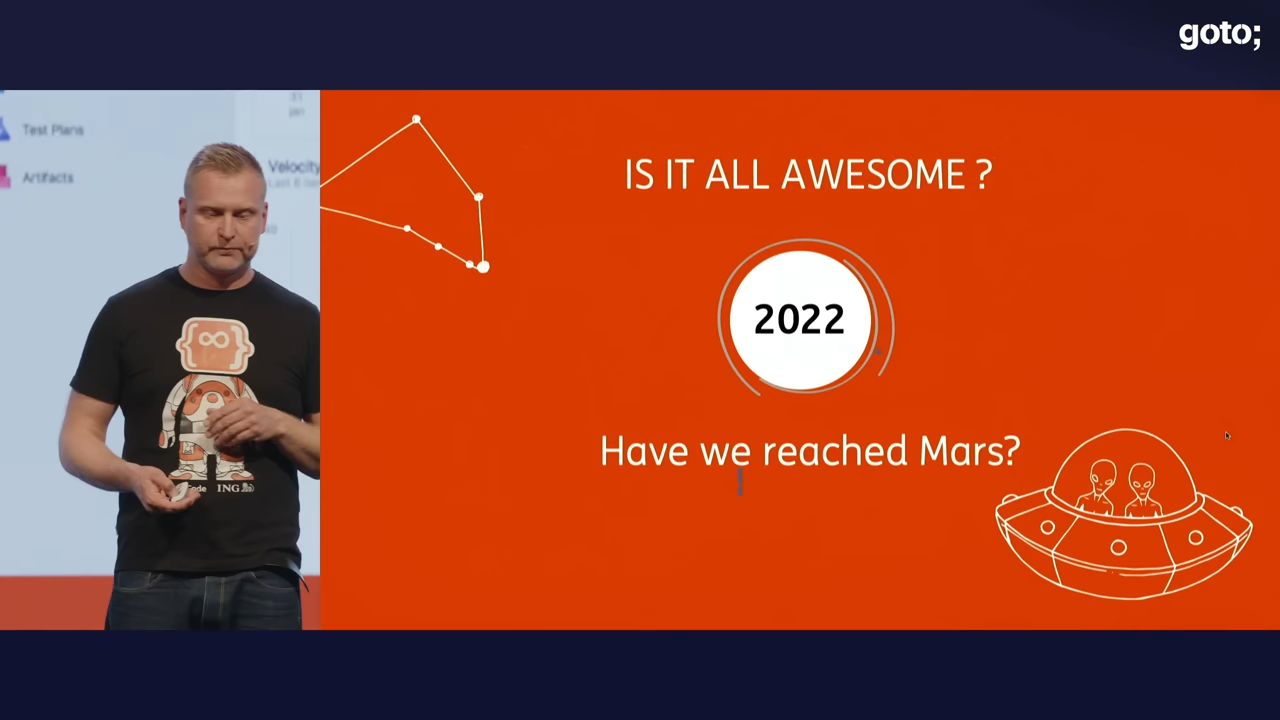 goto;
Test Plans
Artifacts
Velocity
IS IT ALL AWESOME ?
2022
Have we reached Mars?
ING